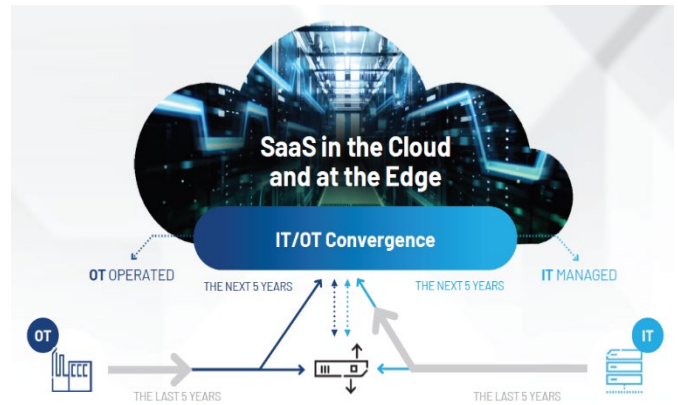 SaaS in the Cloud
and at the Edge
IT/OT Convergence
OT OPERATED
IT MANAGED
THE NEXT 5 YEARS
THE NEXT 5 YEARS
OT
IT
THE LAST 5 YEARS
THE LAST 5 YEARS